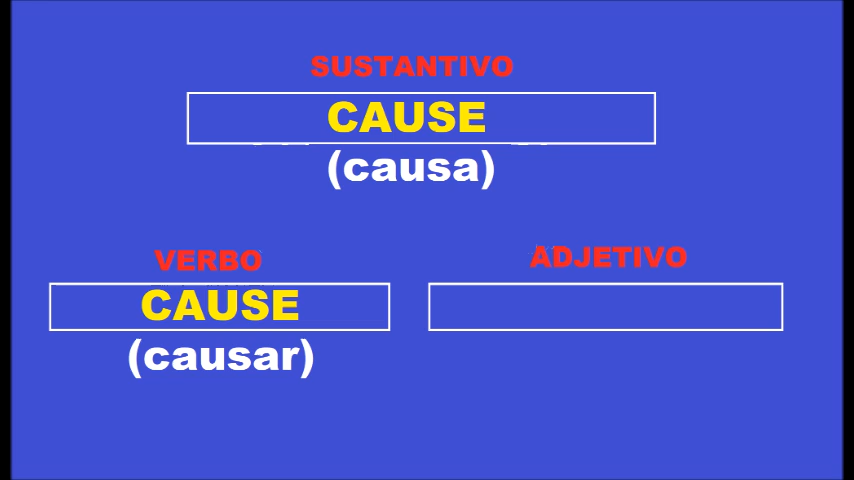 SUSTANTIVO
CAUSE
(causa)
VERBO
CAUSE
(causar)
ADJETIVO